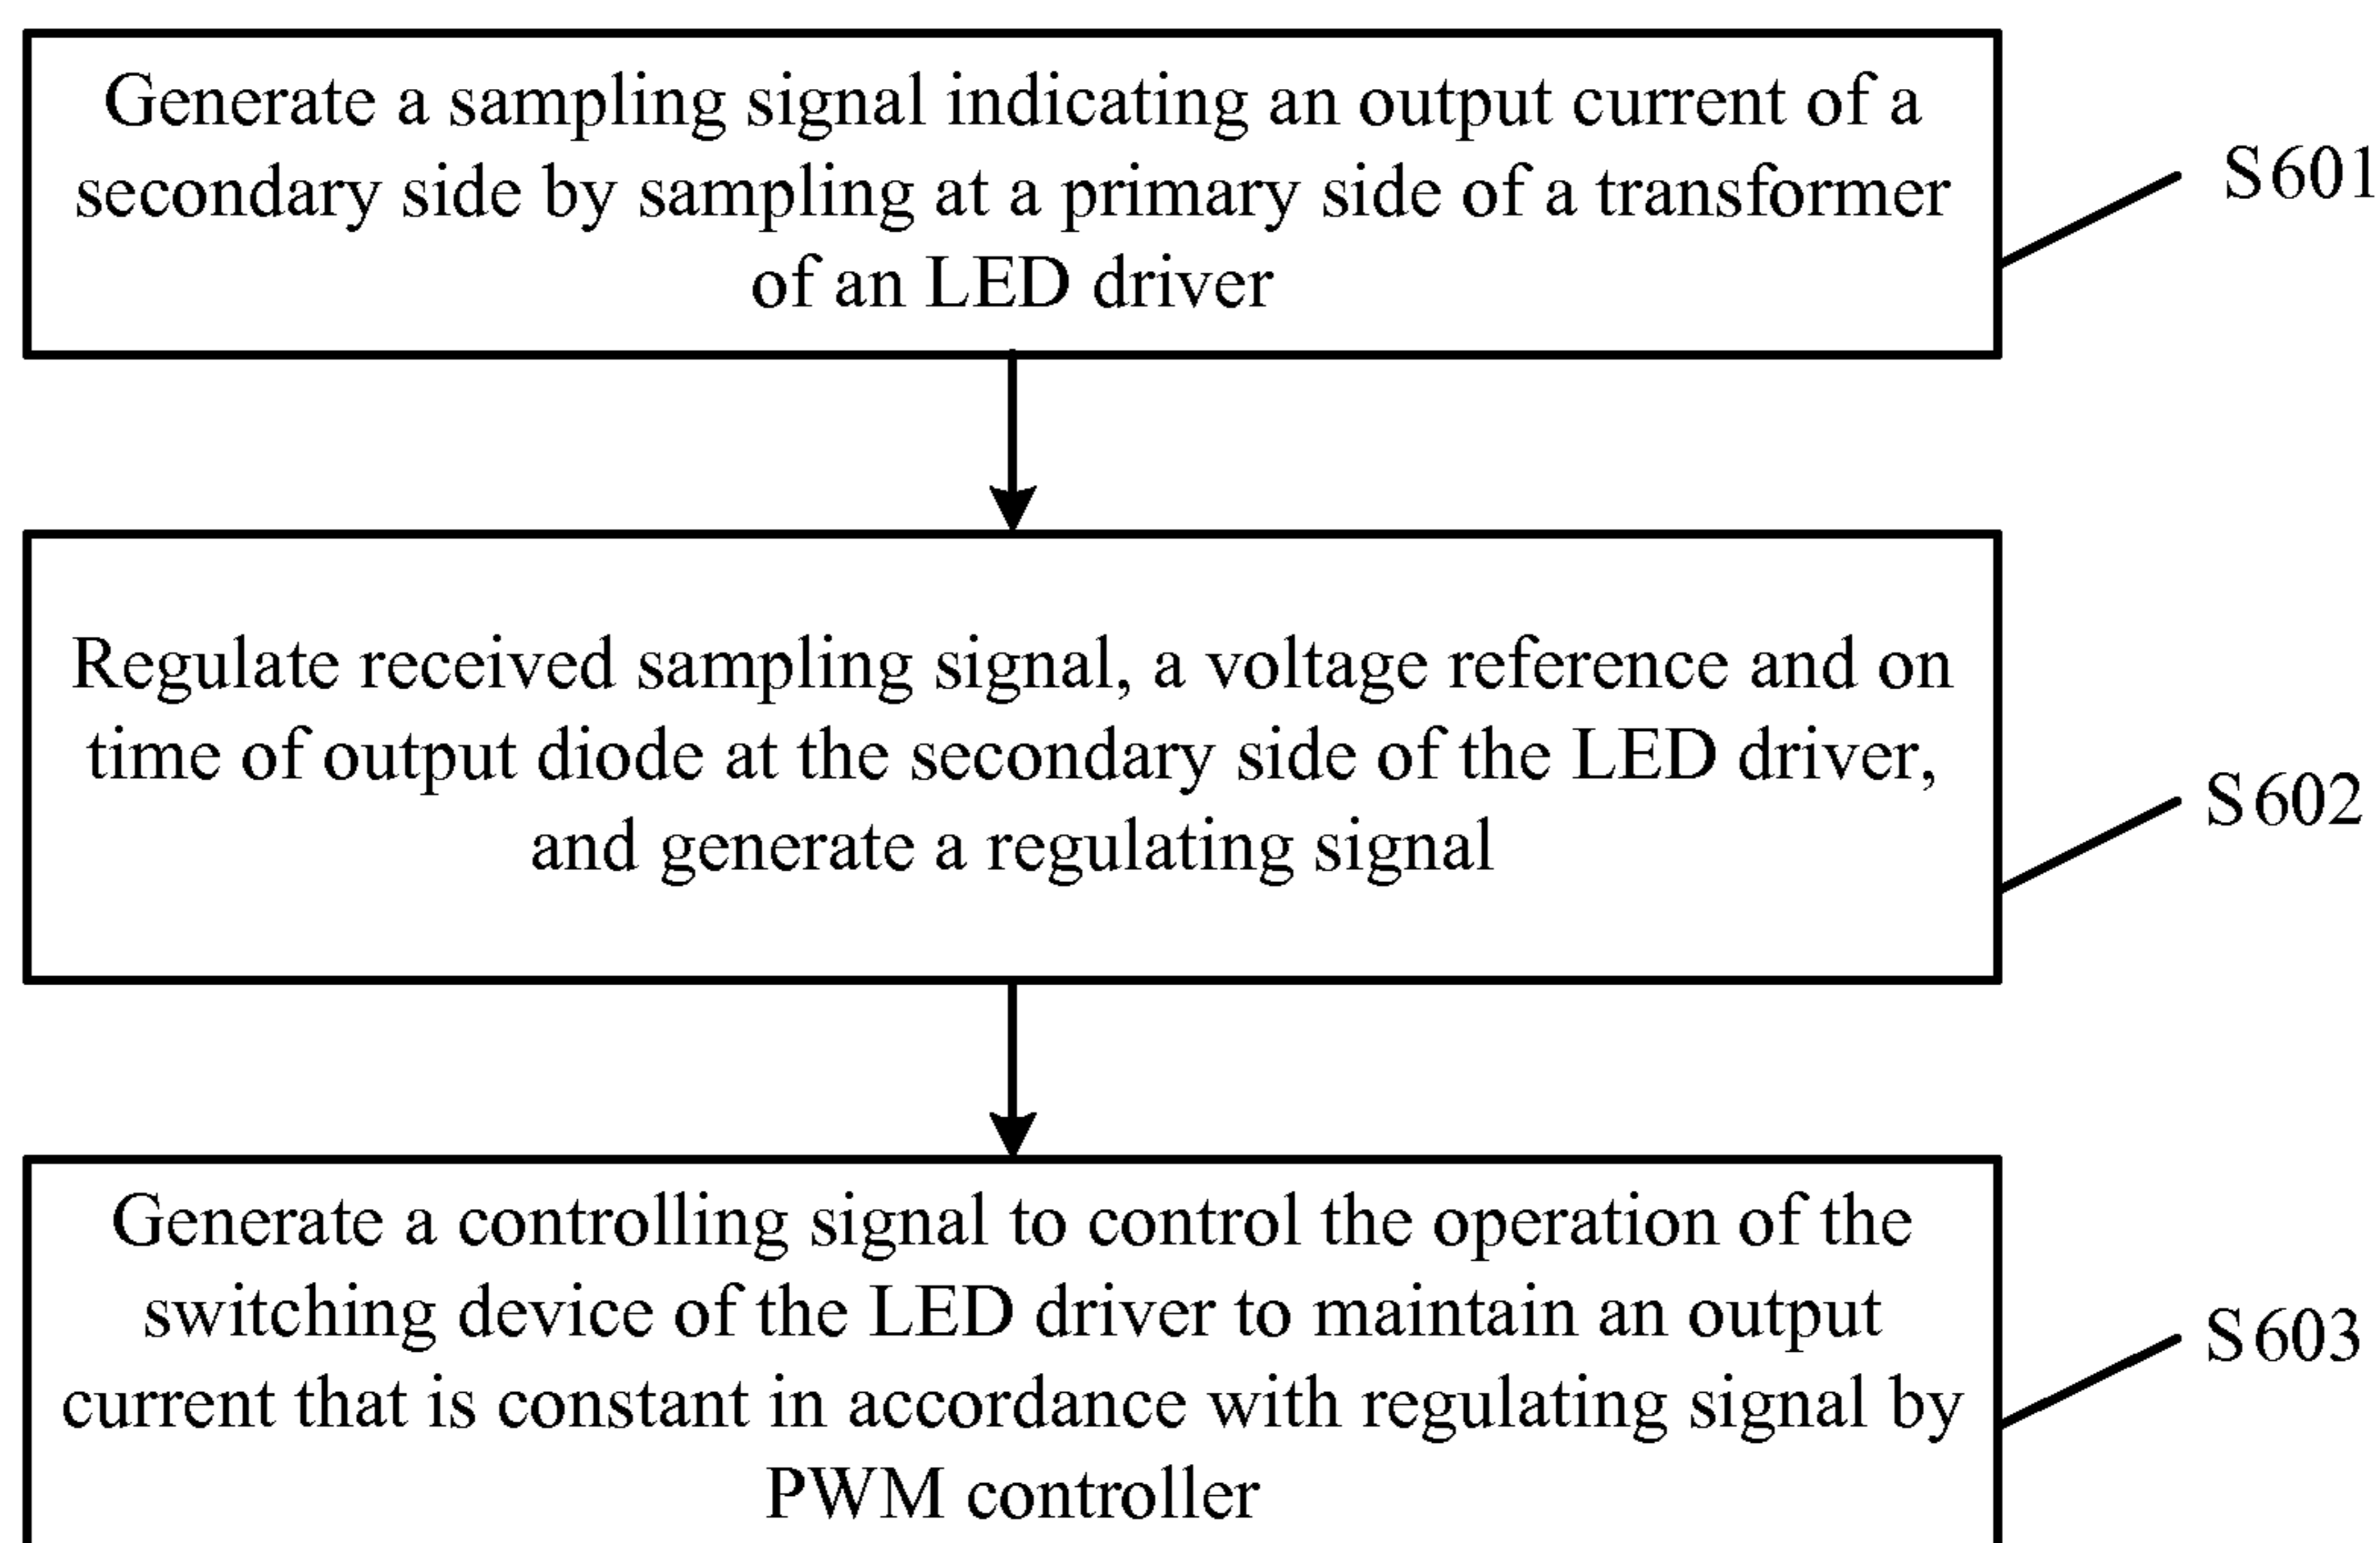 Generate a sampling signal indicating an output current of a
secondary side by sampling at a primary side of a transformer
of an LED driver
S601
Regulate received sampling signal, a voltage reference and on
time of output diode at the secondary side of the LED driver,
and generate a regulating signal
S602
Generate a controlling signal to control the operation of the
switching device of the LED driver to maintain an output
current that is constant in accordance with regulating signal by
PWM controller
S603